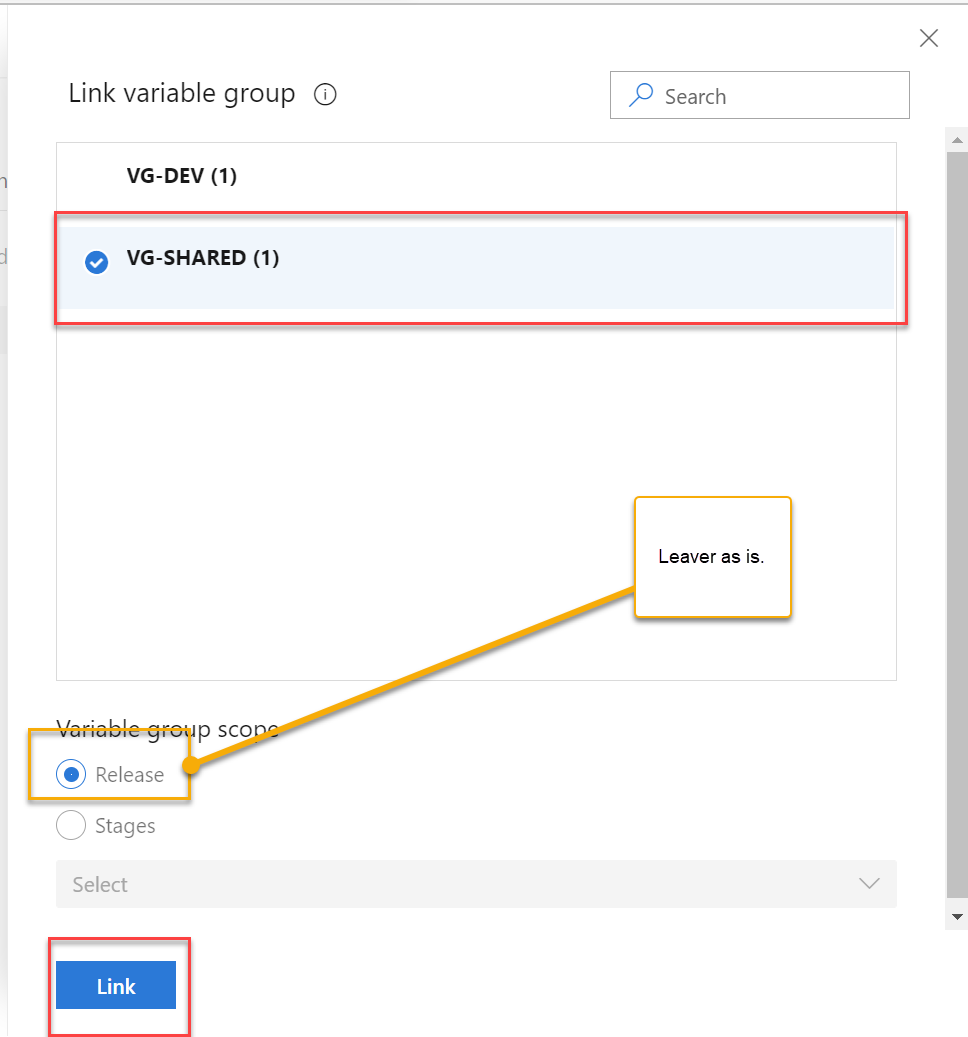 Link variable group
Search
VG-DEV (1)
VG-SHARED (1)
Leaver as is.
Variable group scope
Release
Stages
Select
Link